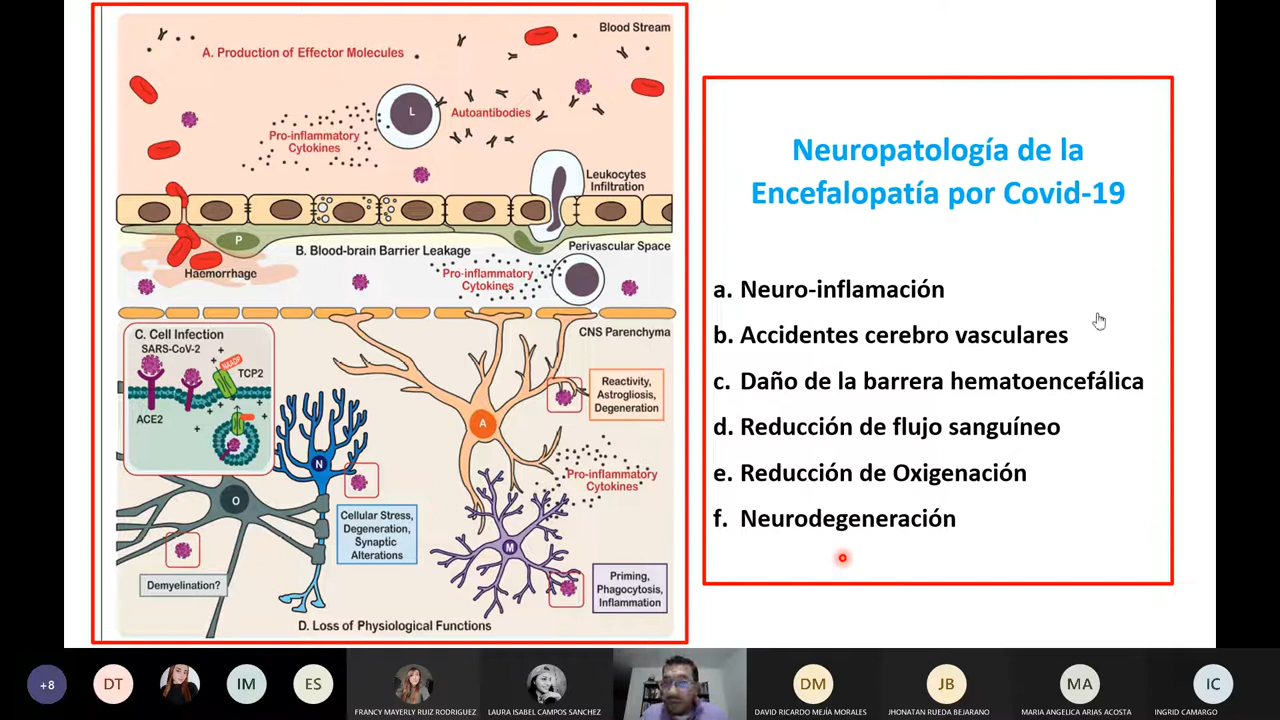 Blood Stream
A. Production of Effector Molecules
L
Autoantibodies
Pro-inflammatory
Cytokines
Leukocytes
Infiltration
P
B. Blood-brain Barrier Leakage
Perivascular Space
Haemorrhage
Pro-inflammatory
Cytokines
C. Cell Infection
SARS-CoV-2
NAADP
TCP2
ACE2
CNS Parenchyma
Reactivity,
Astrogliosis,
Degeneration
A
N
O
Pro-inflammatory
Cytokines
Cellular Stress,
Degeneration,
Synaptic
Alterations
M
Demyelination?
Priming,
Phagocytosis,
Inflammation
D. Loss of Physiological Functions
Neuropatología de la
Encefalopatía por Covid-19
a. Neuro-inflamación
b. Accidentes cerebro vasculares
c. Daño de la barrera hematoencefálica
d. Reducción de flujo sanguíneo
e. Reducción de Oxigenación
f. Neurodegeneración
+8
DT
IM
ES
FRANCY MAYERLY RUIZ RODRIGUEZ
LAURA ISABEL CAMPOS SANCHEZ
DM
DAVID RICARDO MEJÍA MORALES
JB
JHONATAN RUEDA BEJARANO
MA
MARIA ANGELICA ARIAS ACOSTA
IC
INGRID CAMARGO